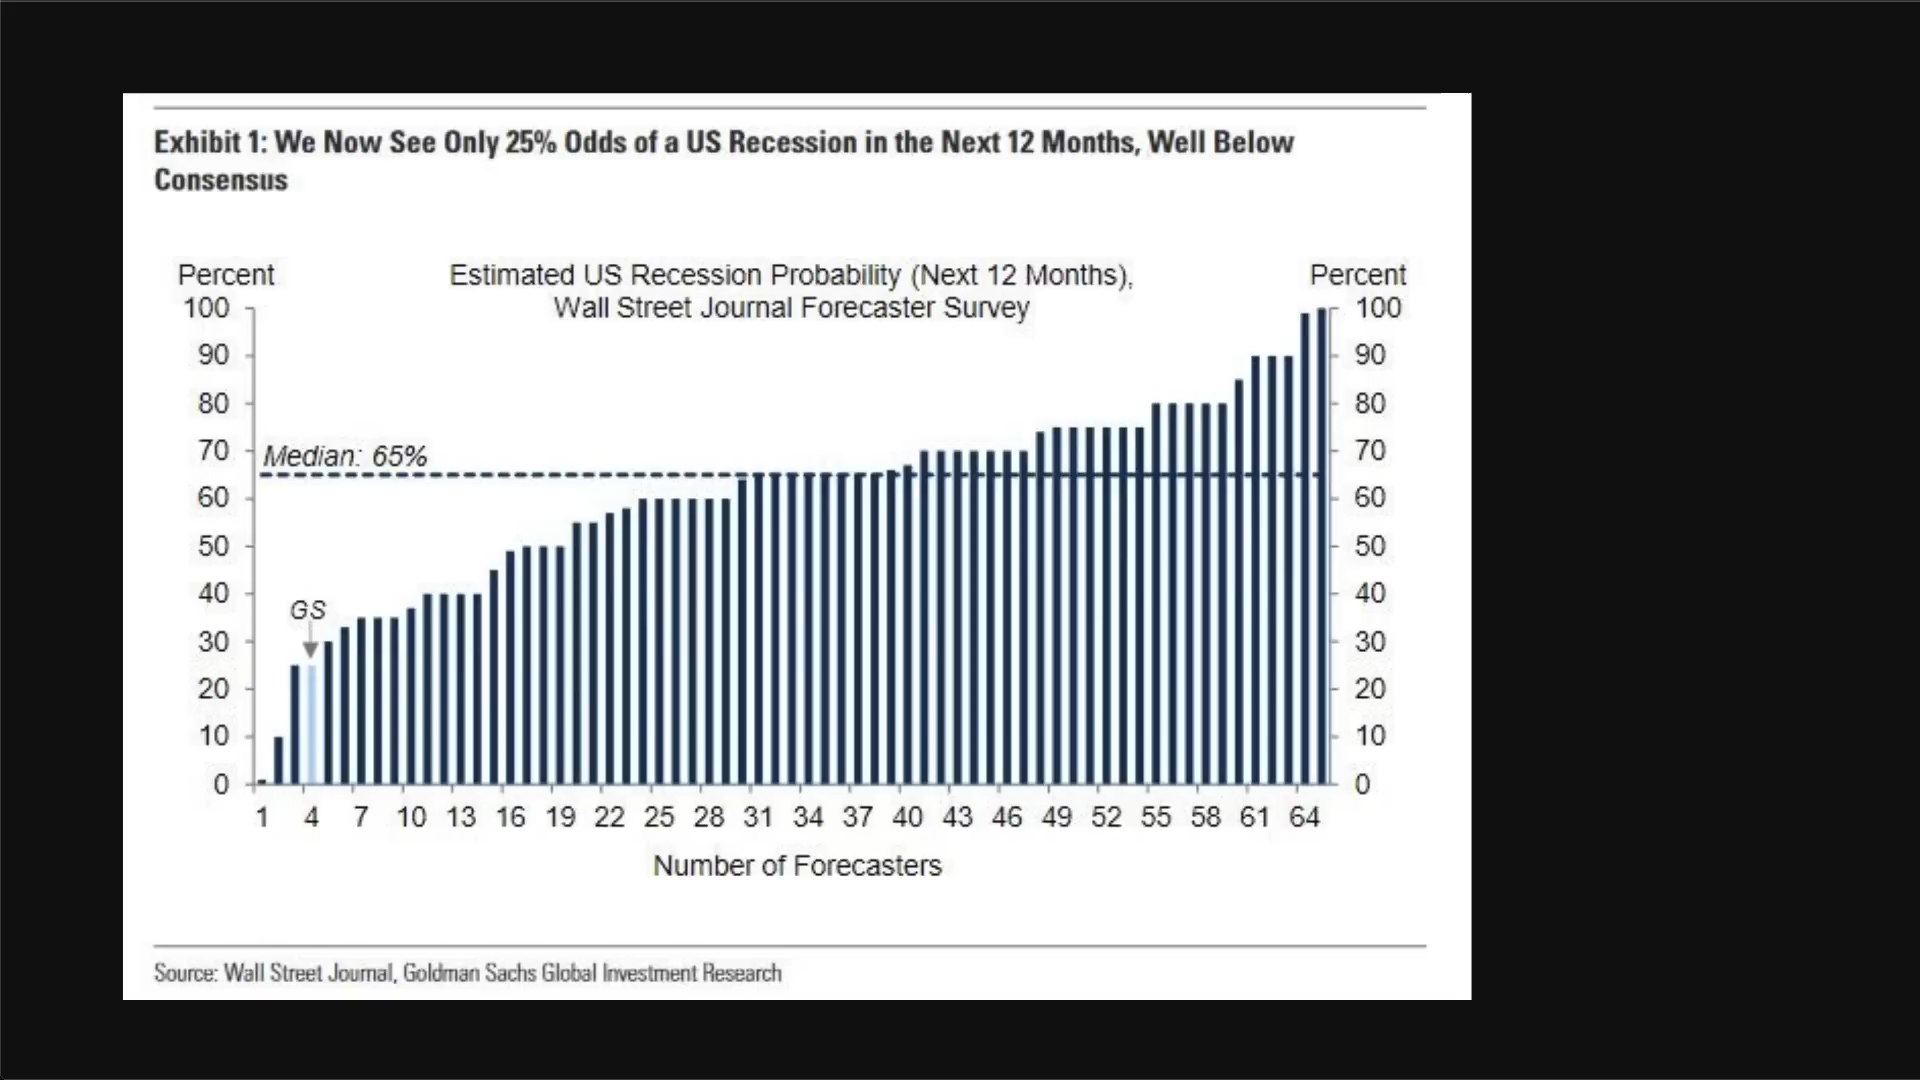 Exhibit 1: We Now See Only 25% Odds of a US Recession in the Next 12 Months, Well Below
Consensus
Percent
Estimated US Recession Probability (Next 12 Months),
Wall Street Journal Forecaster Survey
Percent
100
90
80
70
60
50
40
30
20
10
0
Median: 65%
GS
100
90
80
70
60
50
40
30
20
10
0
1 4 7 10 13 16 19 22 25 28 31 34 37 40 43 46 49 52 55 58 61 64
Number of Forecasters
Source: Wall Street Journal, Goldman Sachs Global Investment Research